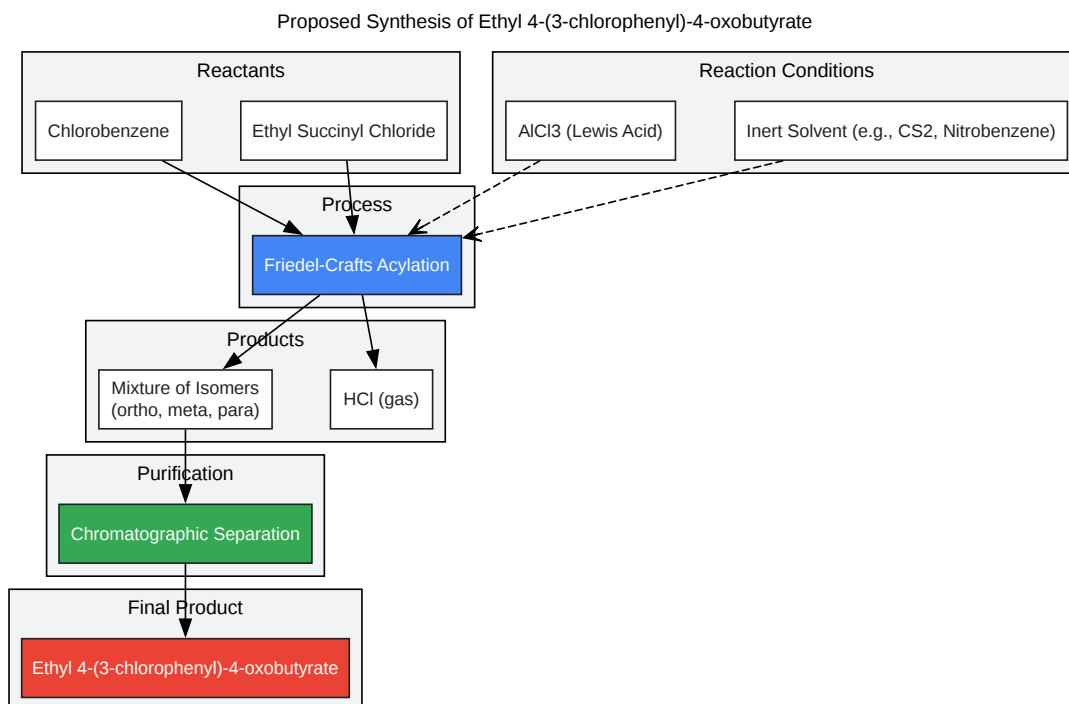 Proposed Synthesis of Ethyl 4-(3-chlorophenyl)-4-oxobutyrate
Reactants
Reaction Conditions
Chlorobenzene
Ethyl Succinyl Chloride
AlCl3 (Lewis Acid)
Inert Solvent (e.g., CS2, Nitrobenzene)
Process
Friedel-Crafts Acylation
Products
Mixture of Isomers
(ortho, meta, para)
HCl (gas)
Purification
Chromatographic Separation
Final Product
Ethyl 4-(3-chlorophenyl)-4-oxobutyrate